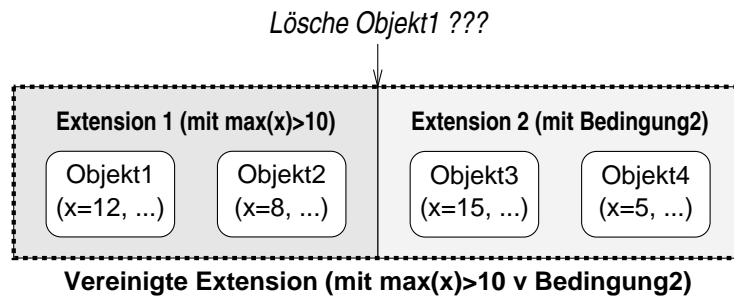 Lösche Objekt1 ???
Extension 1 (mit max(x)>10)
Extension 2 (mit Bedingung2)
Objekt1
(x=12, ...)
Objekt2
(x=8, ...)
Objekt3
(x=15, ...)
Objekt4
(x=5, ...)
Vereinigte Extension (mit max(x)>10 v Bedingung2)